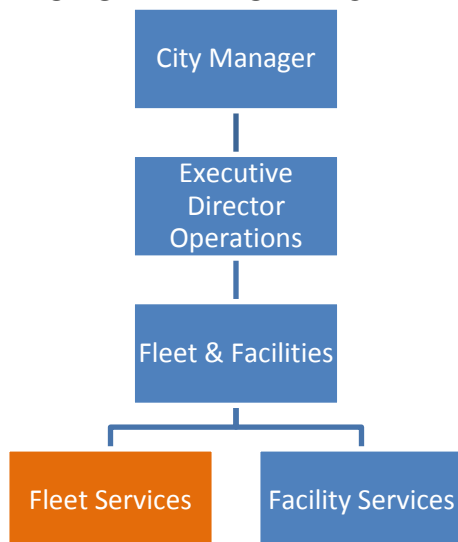 City Manager
Executive
Director
Operations
Fleet & Facilities
Fleet Services
Facility Services